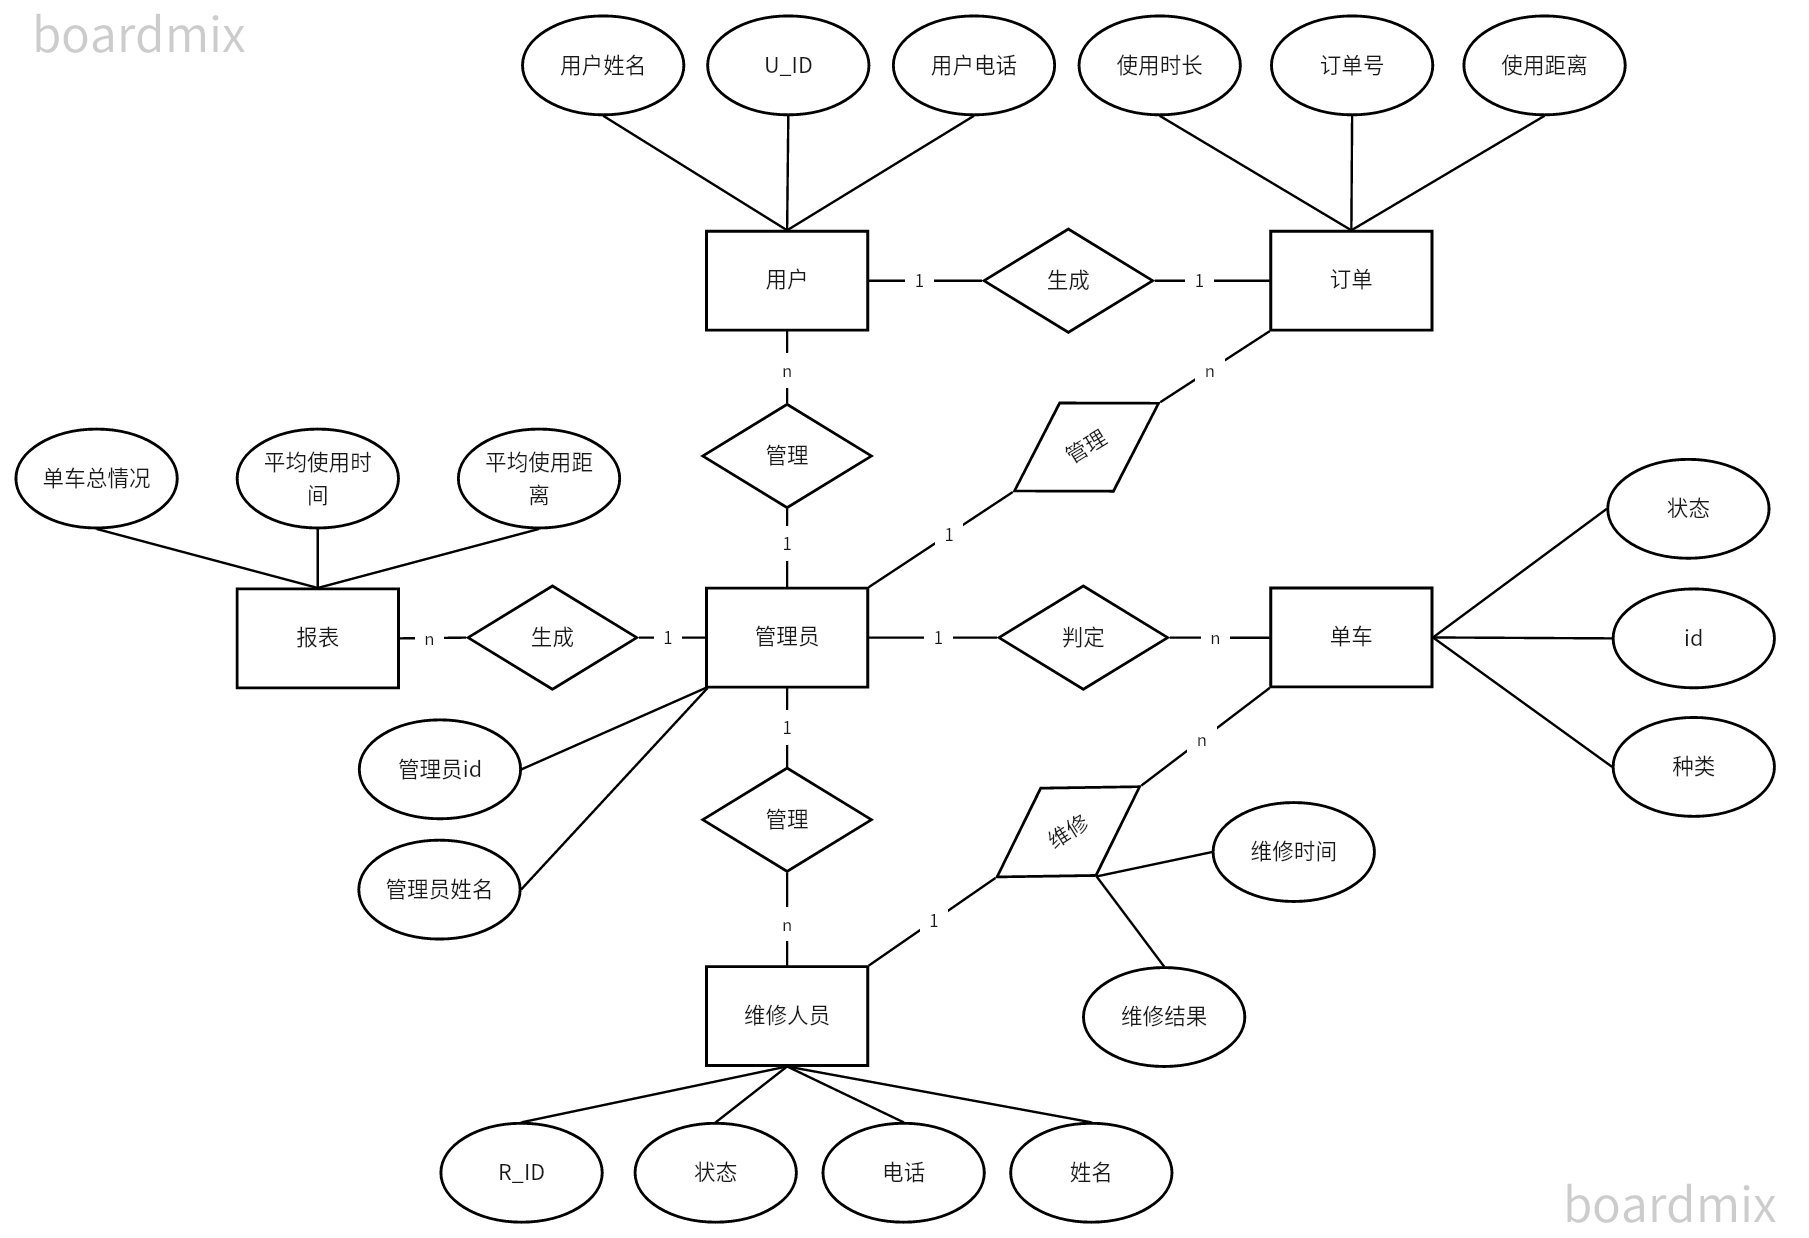 boardmix
用户姓名
U_ID
用户电话
使用时长
订单号
使用距离
用户
1
生成
1
订单
n
n
管理
管理
单车总情况
平均使用时
间
平均使用距
离
状态
1
1
报表
n
生成
1
管理员
1
判定
n
单车
id
1
n
管理员id
种类
管理
维修
维修时间
管理员姓名
n
1
维修人员
维修结果
R_ID
状态
电话
姓名
boardmix